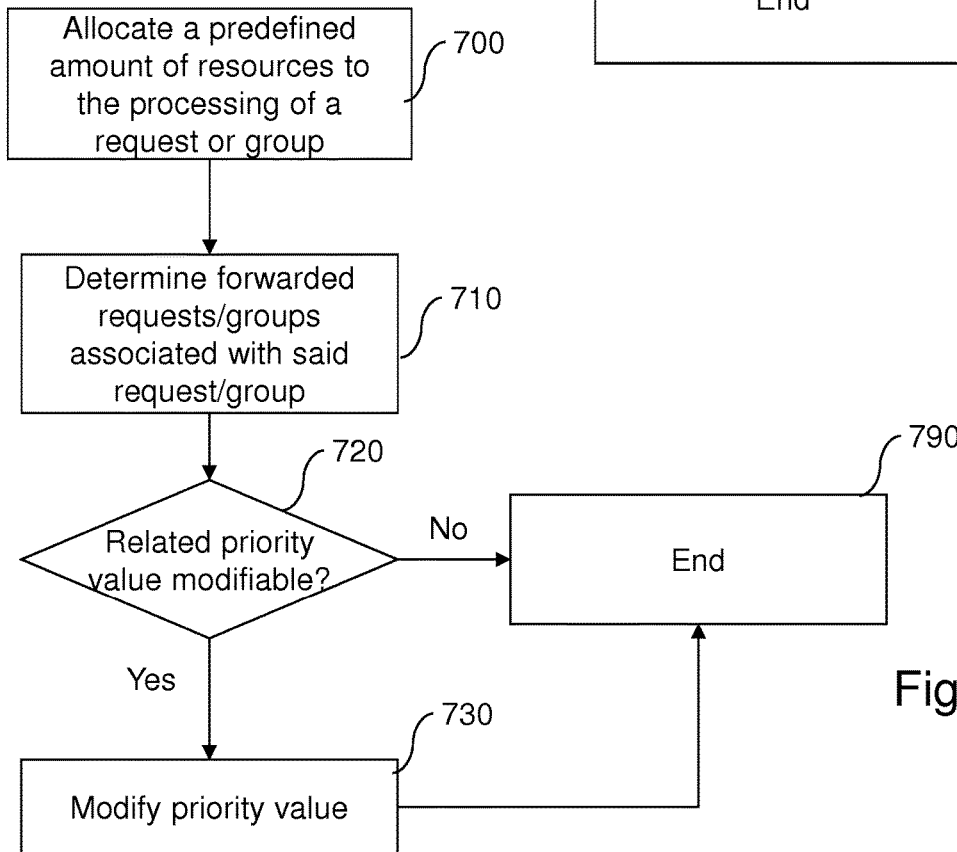 End
Allocate a predefined
amount of resources to
the processing of a
request or group
700
Determine forwarded
requests/groups
associated with said
request/group
710
720
Related priority
value modifiable?
No
790
End
Yes
Fig
730
Modify priority value